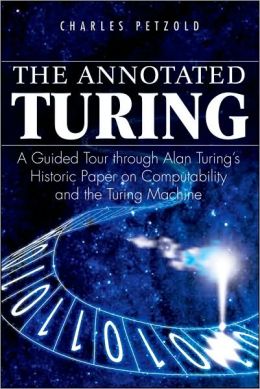 CHARLES PETZOLD
THE ANNOTATED
TURING
A Guided Tour through Alan Turing's
Historic Paper on Computability
and the Turing Machine